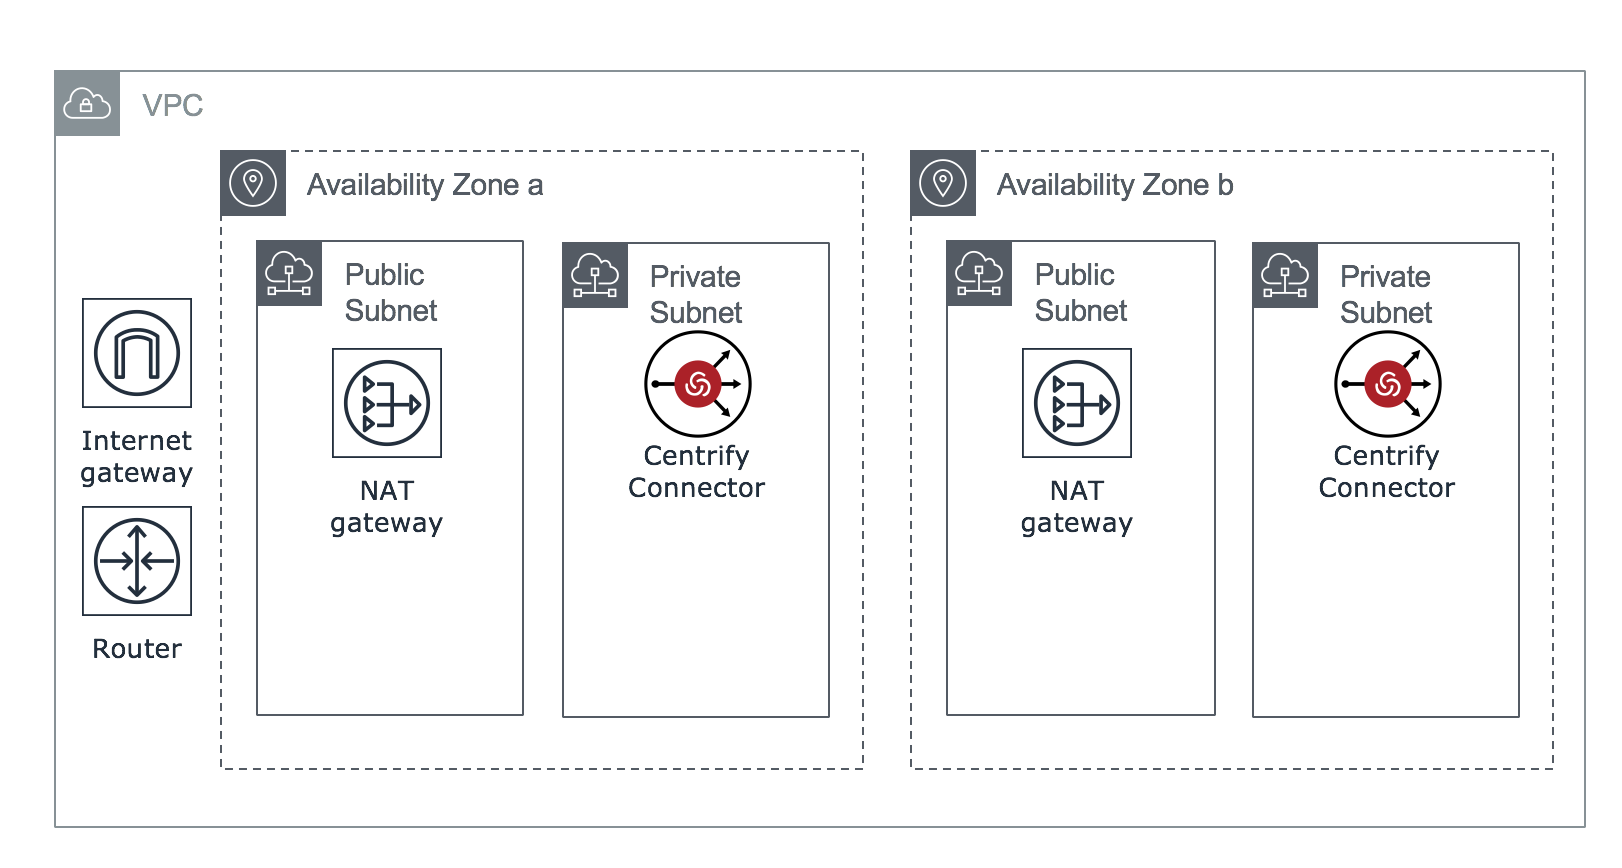 VPC
Availability Zone a
Public
Subnet
NAT
gateway
Private
Subnet
Centrify
Connector
Availability Zone b
Public
Subnet
NAT
gateway
Private
Subnet
Centrify
Connector
Internet
gateway
Router